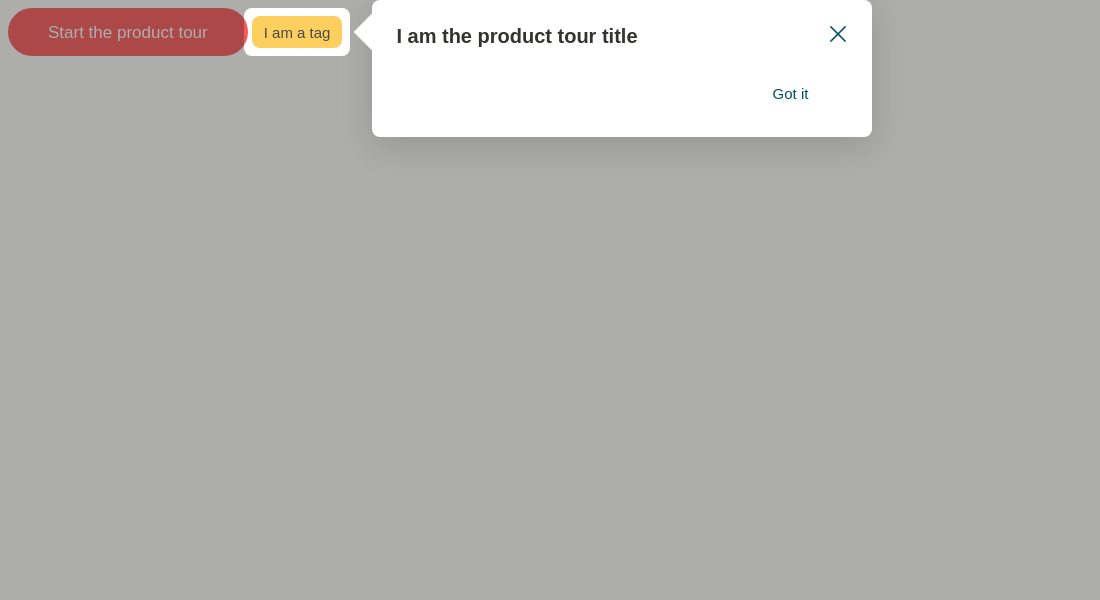 Start the product tour
I am a tag
I am the product tour title
Got it